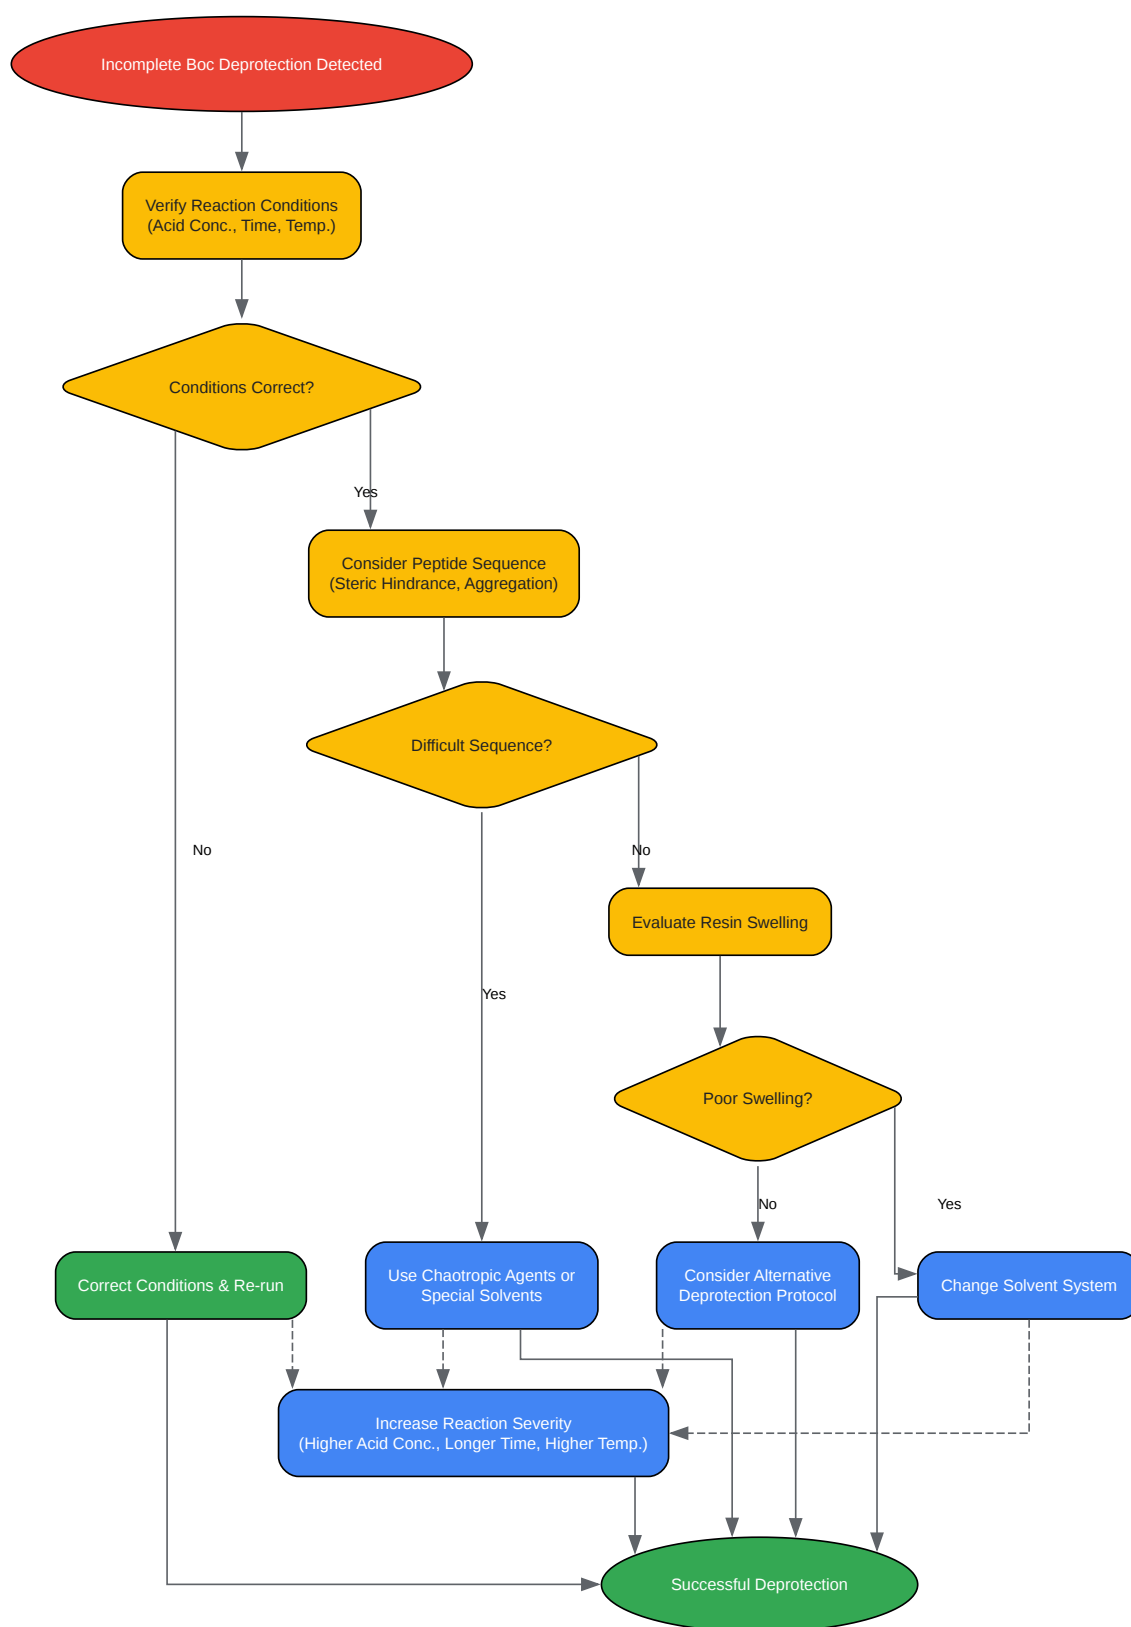 Incomplete Boc Deprotection Detected
Verify Reaction Conditions
(Acid Conc., Time, Temp.)
Conditions Correct?
Yes
Consider Peptide Sequence
(Steric Hindrance, Aggregation)
Difficult Sequence?
No
No
Evaluate Resin Swelling
Yes
Poor Swelling?
No
Yes
Correct Conditions & Re-run
Use Chaotropic Agents or
Special Solvents
Consider Alternative
Deprotection Protocol
Change Solvent System
Increase Reaction Severity
(Higher Acid Conc., Longer Time, Higher Temp.)
Successful Deprotection